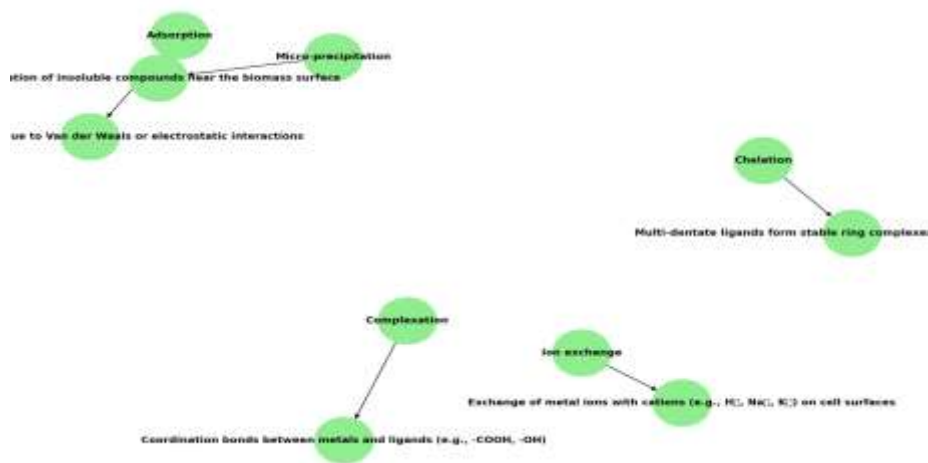 Adsorption
Micro-precipitation
tion of insoluble compounds near the biomass surface
ue to Van der Waals or electrostatic interactions
Chelation
Multi-dentate ligands form stable ring complexe
Complexation
Ion exchange
Exchange of metal ions with cations (e.g., H▯, Na▯, K▯) on cell surfaces
Coordination bonds between metals and ligands (e.g., -COOH, -OH)